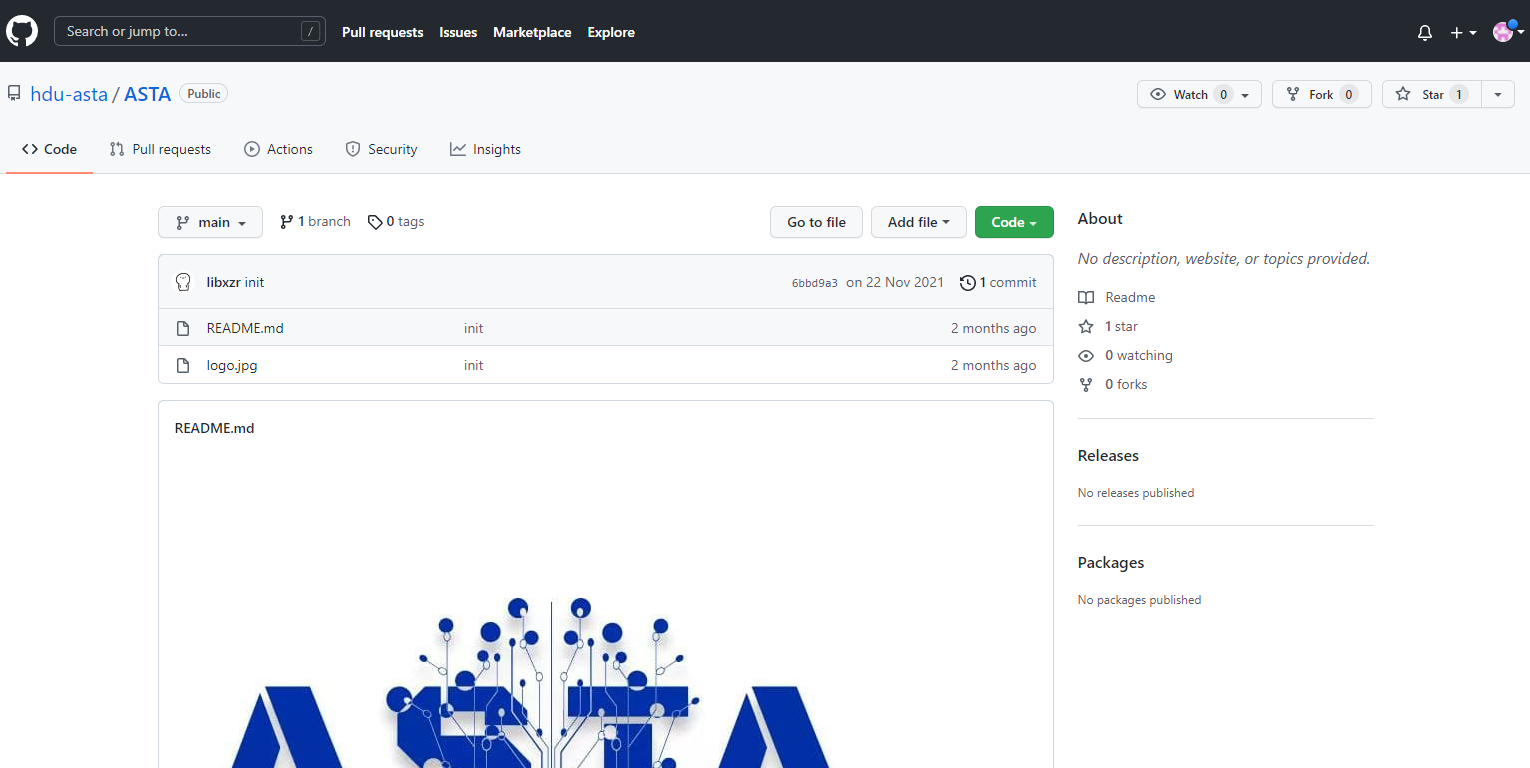 Search or jump to... /
Pull requests Issues Marketplace Explore
hdu-asta / ASTA Public
Watch 0 Fork 0 Star 1
Code Pull requests Actions Security Insights
main 1 branch 0 tags Go to file Add file Code
libxzr init 6bbd9a3 on 22 Nov 2021 1 commit
README.md init 2 months ago
logo.jpg init 2 months ago
README.md
ASTA
About
No description, website, or topics provided.
Readme
1 star
0 watching
0 forks
Releases
No releases published
Packages
No packages published